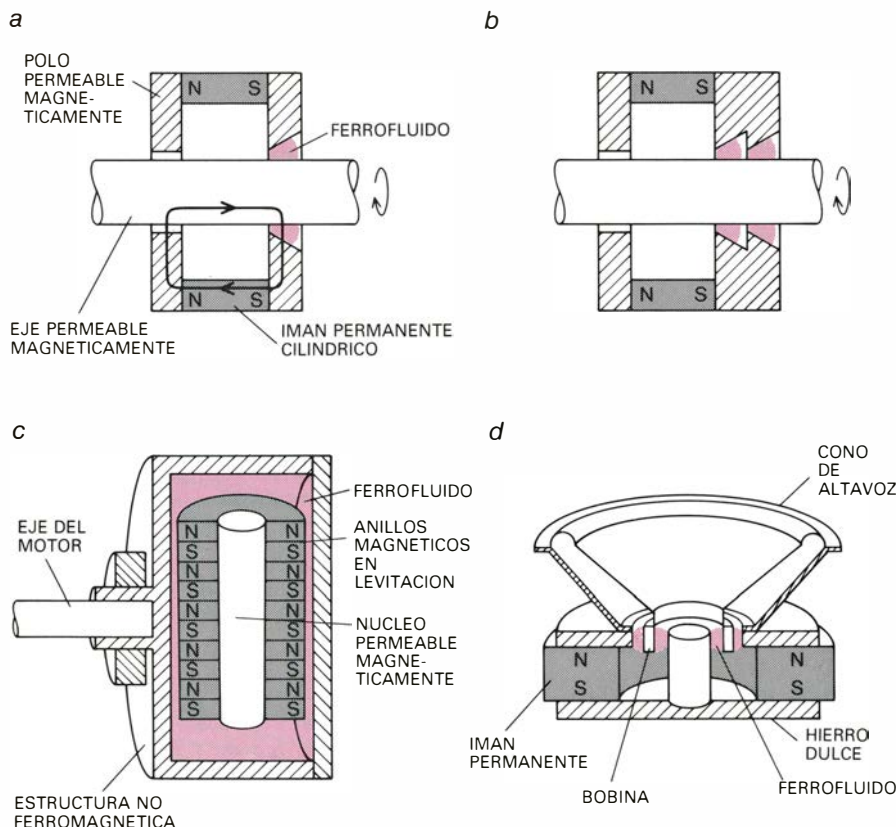 a
POLO
PERMEABLE
MAGNE-
TICAMENTE
N S
FERROFLUIDO
N S
EJE PERMEABLE
MAGNETICAMENTE
IMAN PERMANENTE
CILINDRICO
b
N S
N S
c
EJE DEL
MOTOR
FERROFLUIDO
ANILLOS
MAGNETICOS
EN
LEVITACION
NUCLEO
PERMEABLE
MAGNE-
TICAMENTE
N N
S S
N N
S S
N N
S S
N N
S S
N N
S S
ESTRUCTURA NO
FERROMAGNETICA
d
CONO
DE
ALTAVOZ
N N
S S
IMAN
PERMANENTE
BOBINA
HIERRO
DULCE
FERROFLUIDO